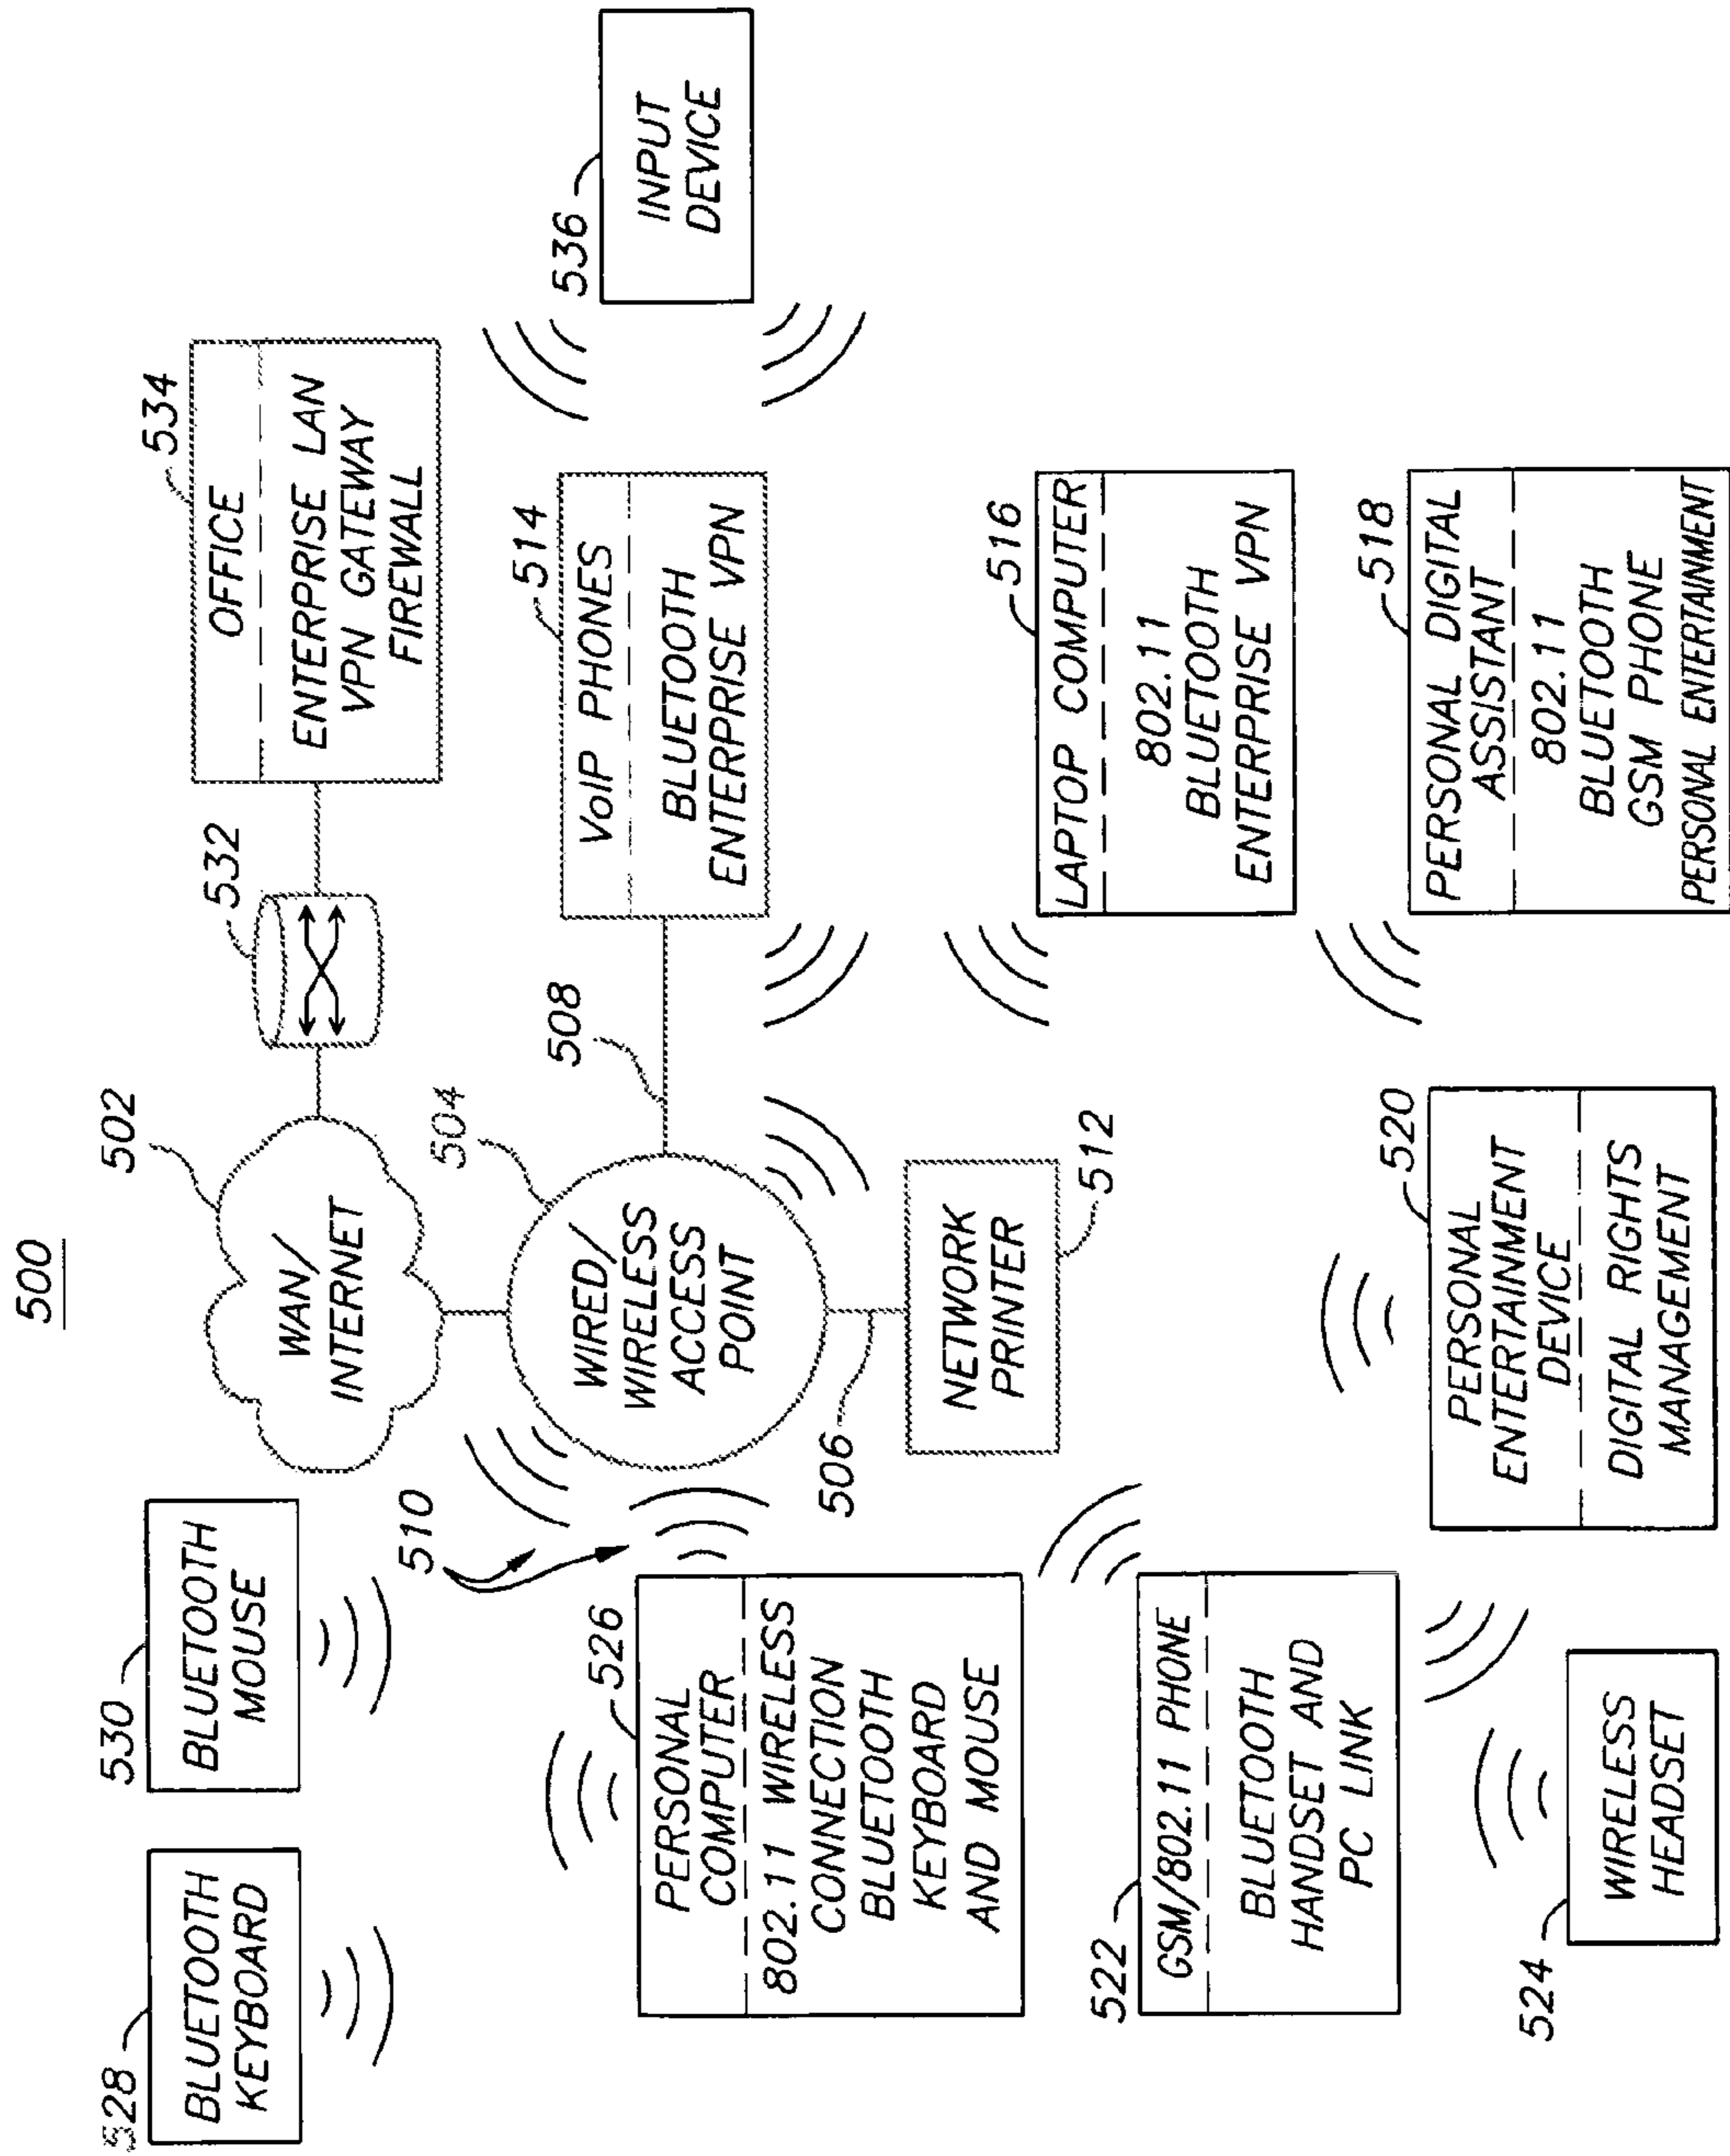 500
528
BLUETOOTH
KEYBOARD
530
BLUETOOTH
MOUSE
502
WAN/
INTERNET
532
534
OFFICE
ENTERPRISE LAN
VPN GATEWAY
FIREWALL
510
504
WIRED/
WIRELESS
ACCESS
POINT
508
514
VoIP PHONES
BLUETOOTH
ENTERPRISE VPN
536
INPUT
DEVICE
526
PERSONAL
COMPUTER
802.11 WIRELESS
CONNECTION
BLUETOOTH
KEYBOARD
AND MOUSE
506
NETWORK
PRINTER
512
516
LAPTOP COMPUTER
802.11
BLUETOOTH
ENTERPRISE VPN
522
GSM/802.11 PHONE
BLUETOOTH
HANDSET AND
PC LINK
520
PERSONAL
ENTERTAINMENT
DEVICE
DIGITAL RIGHTS
MANAGEMENT
518
PERSONAL DIGITAL
ASSISTANT
802.11
BLUETOOTH
GSM PHONE
PERSONAL ENTERTAINMENT
524
WIRELESS
HEADSET